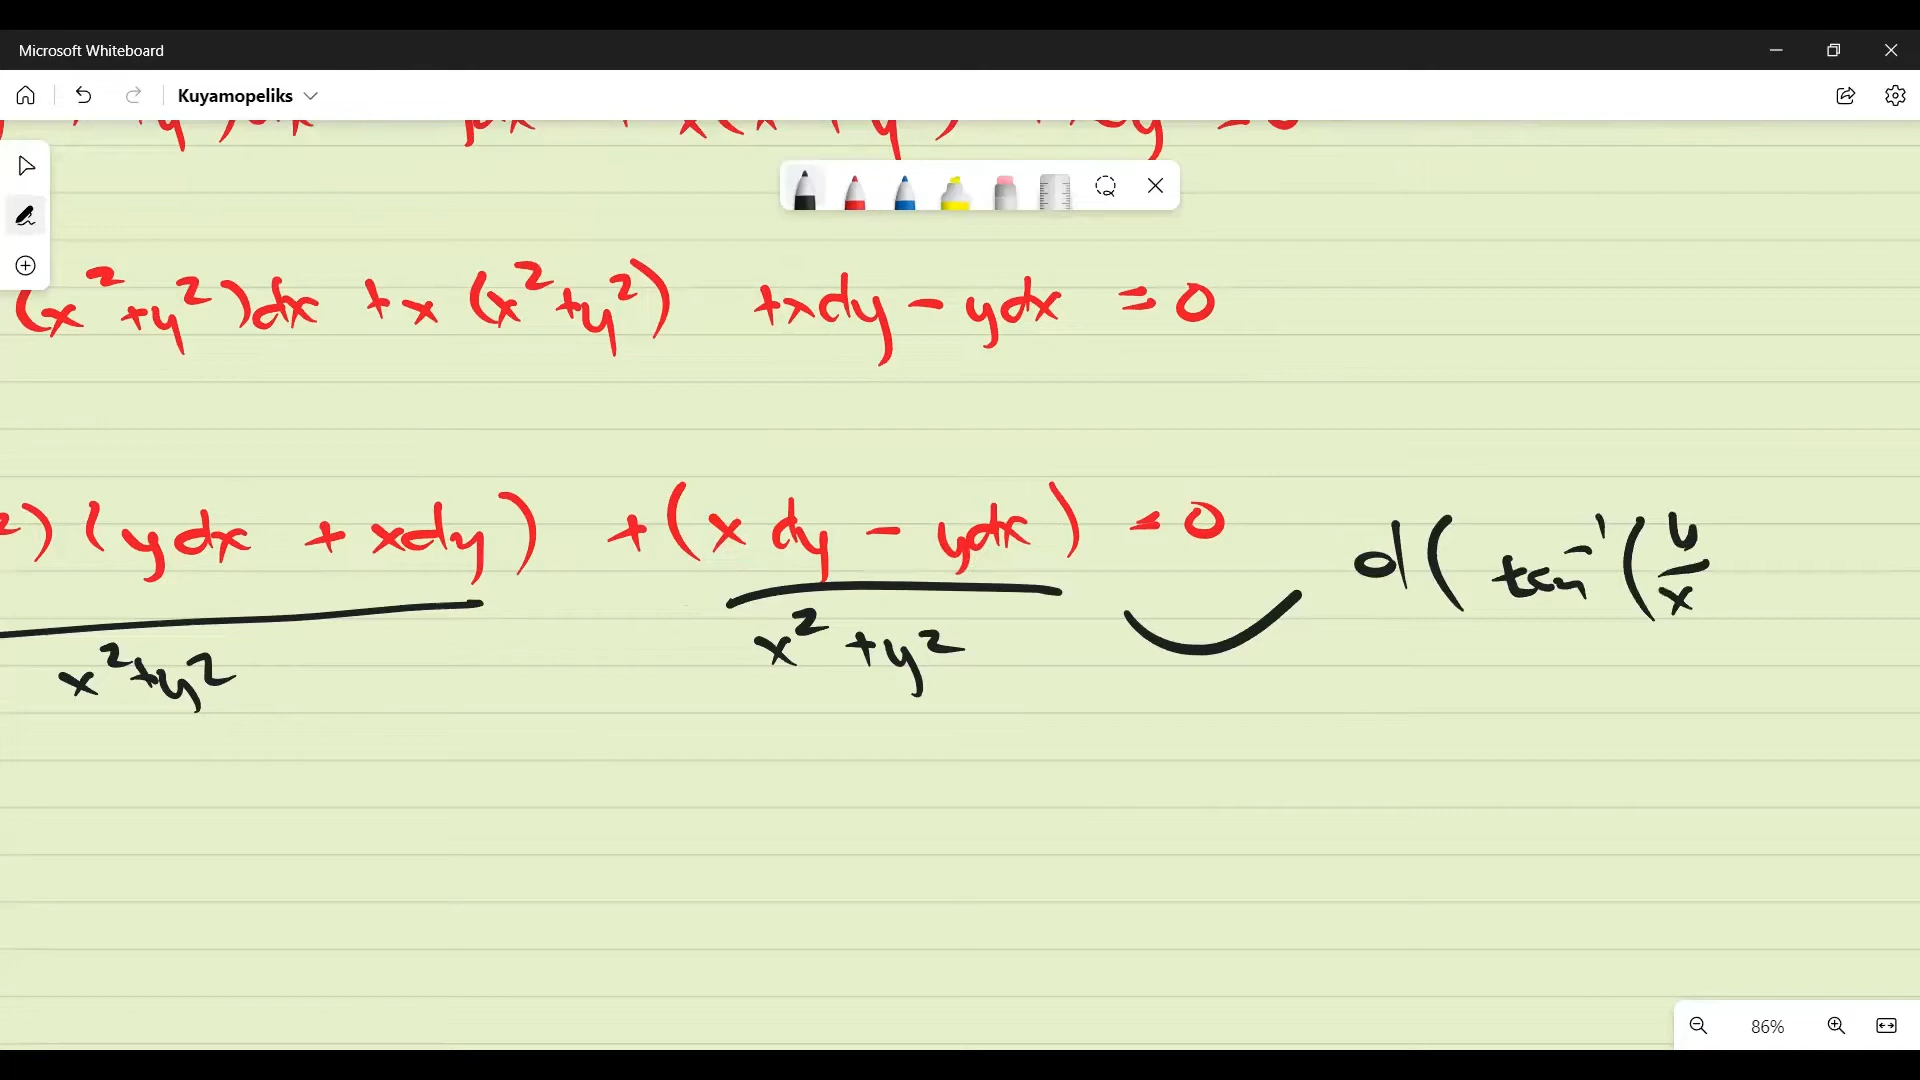 Microsoft Whiteboard
Kuyamopeliks
(x² + y²)dx + x (x² + y²) + xdy - ydx = 0
²) (ydx + xdy) + (x dy - ydx) = 0 d( tan⁻¹ (y/x
x² + y² x² + y²
86%